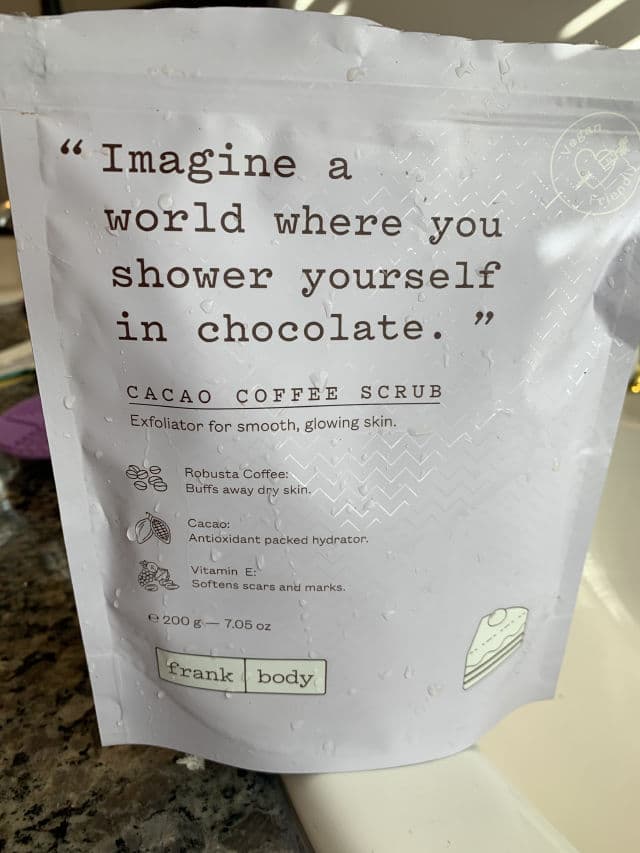 “ Imagine a
world where you
shower yourself
in chocolate. ”
Vegan
Friendly
CACAO COFFEE SCRUB
Exfoliator for smooth, glowing skin.
Robusta Coffee:
Buffs away dry skin.
Cacao:
Antioxidant packed hydrator.
Vitamin E:
Softens scars and marks.
℮ 200 g — 7.05 oz
frank body